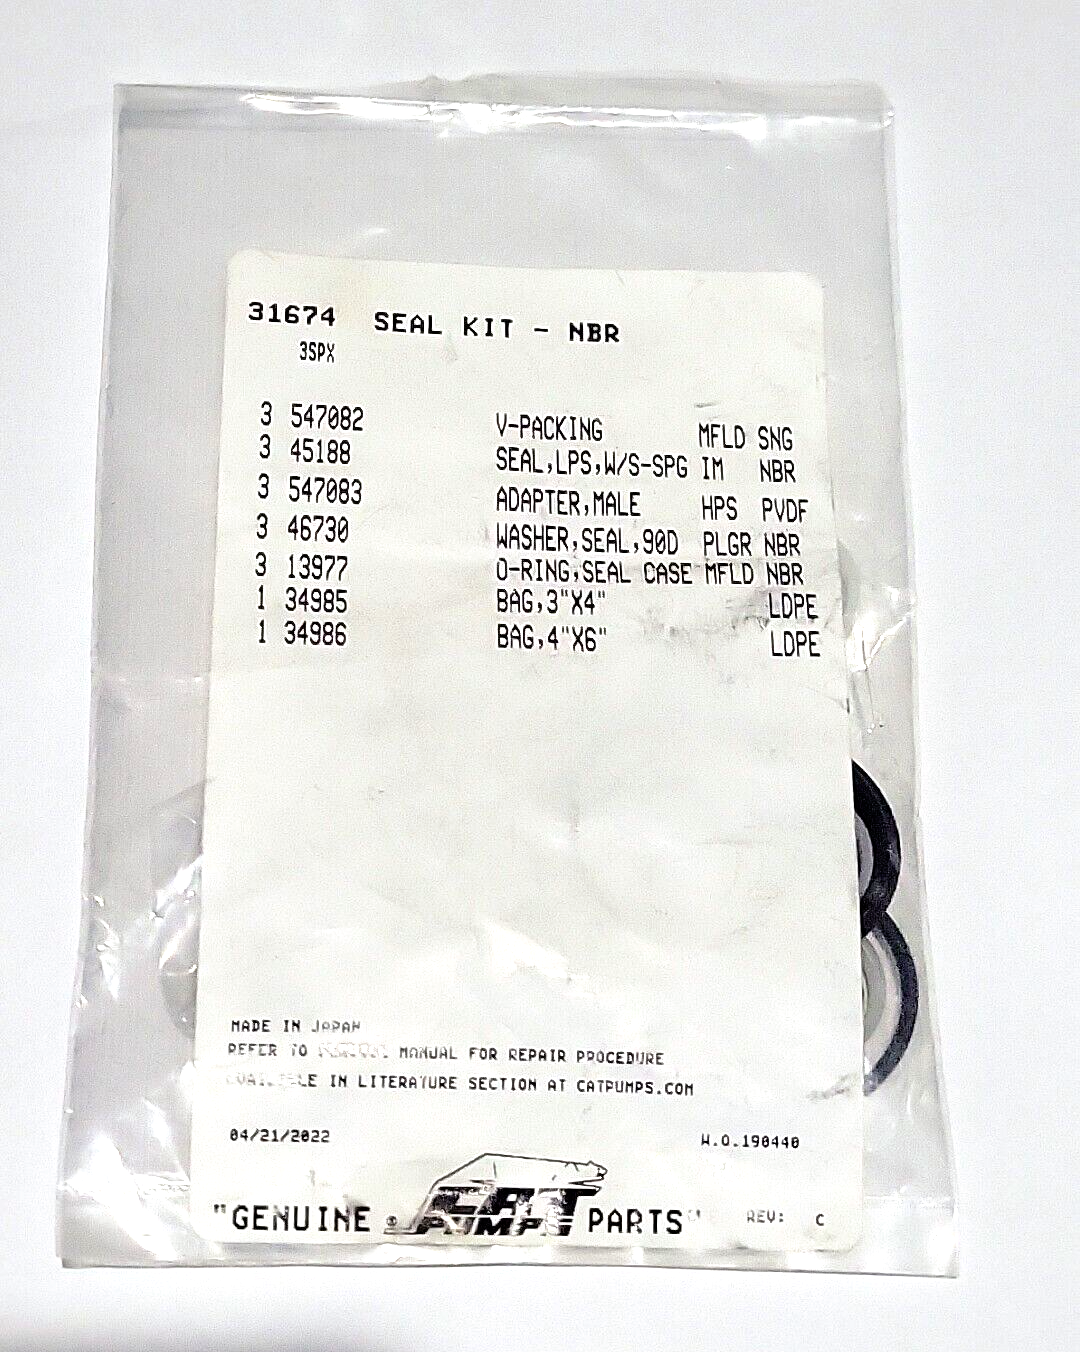 31674 SEAL KIT - NBR
3SPX
3 547082 V-PACKING MFLD SNG
3 45188 SEAL,LPS,W/S-SPG IM NBR
3 547083 ADAPTER,MALE HPS PVDF
3 46730 WASHER,SEAL,90D PLGR NBR
3 13977 O-RING,SEAL CASE MFLD NBR
1 34985 BAG,3"X4" LDPE
1 34986 BAG,4"X6" LDPE
MADE IN JAPAN
REFER TO MANUAL FOR REPAIR PROCEDURE
IN LITERATURE SECTION AT CATPUMPS.COM
04/21/2022 W.O.190440
"GENUINE CAT PUMPS PARTS" REV: C